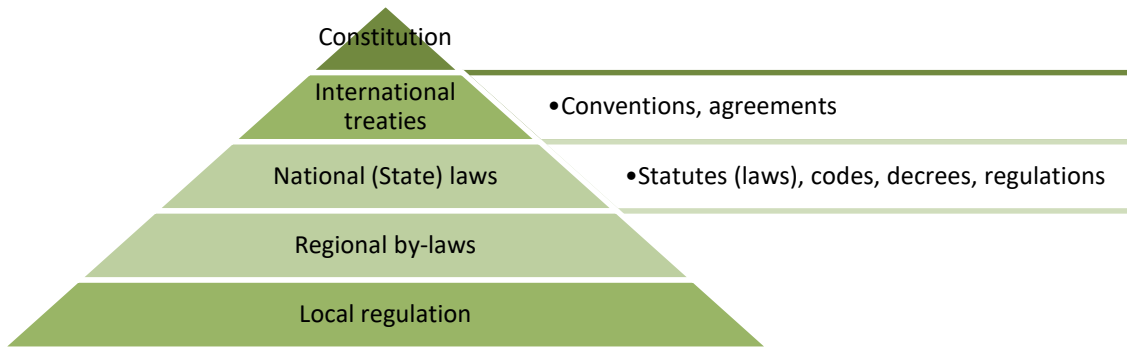 Constitution
International
treaties
•Conventions, agreements
National (State) laws
•Statutes (laws), codes, decrees, regulations
Regional by-laws
Local regulation